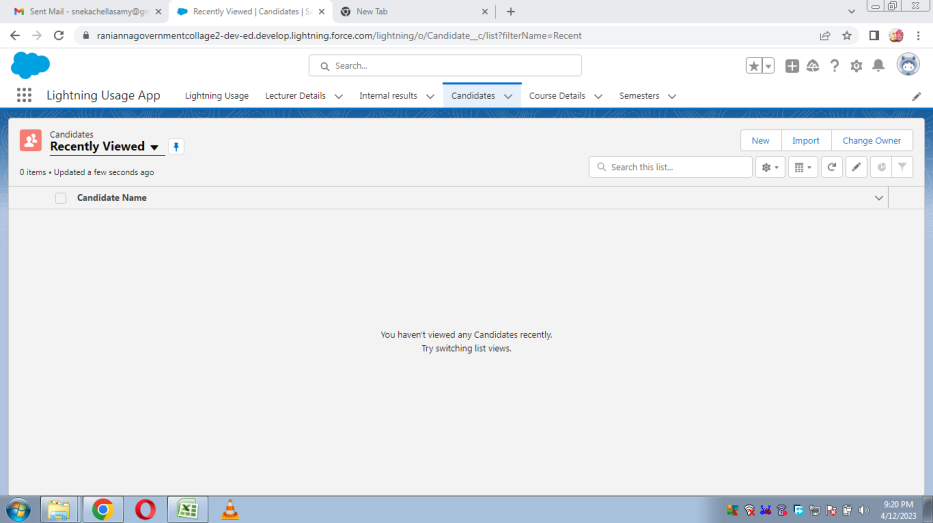 Sent Mail - snekachellasamy@gm
Recently Viewed | Candidates | Sa
New Tab
raniannagovernmentcollage2-dev-ed.develop.lightning.force.com/lightning/o/Candidate__c/list?filterName=Recent
Search...
Lightning Usage App
Lightning Usage
Lecturer Details
Internal results
Candidates
Course Details
Semesters
Candidates
Recently Viewed
New
Import
Change Owner
0 items • Updated a few seconds ago
Search this list...
Candidate Name
You haven't viewed any Candidates recently.
Try switching list views.
9:20 PM
4/12/2023